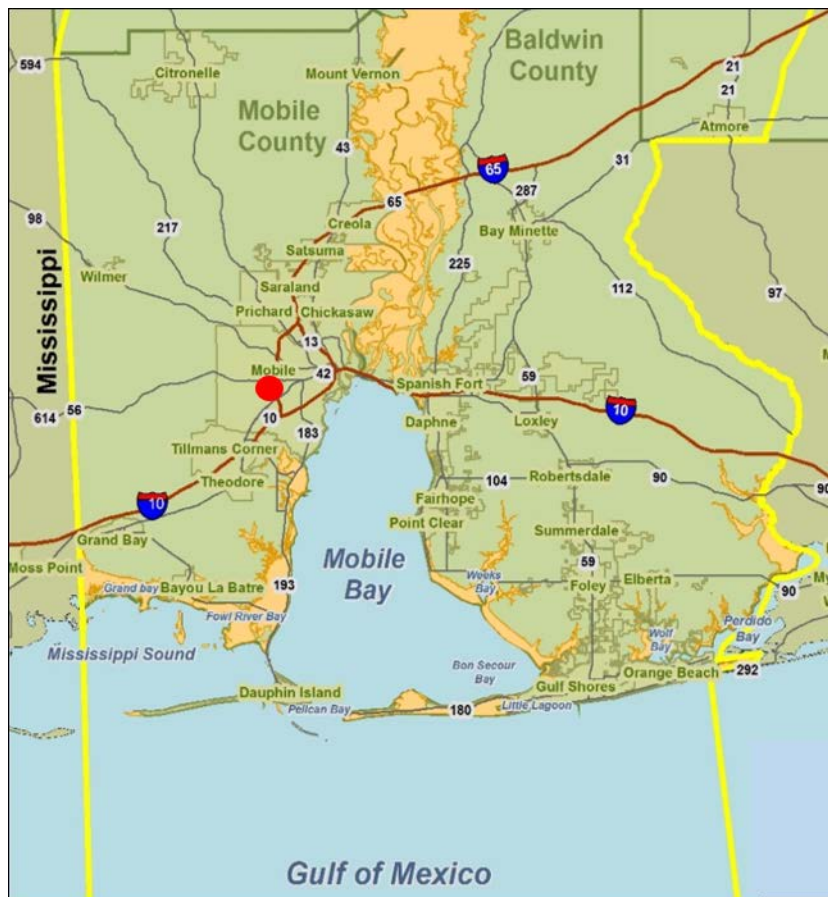 Baldwin
County
594
Citronelle
Mount Vernon
21
21
Atmore
Mobile
County
43
31
65
287
65
Creola
Bay Minette
98
217
Satsuma
225
Wilmer
Saraland
112
97
Prichard
Chickasaw
Mississippi
13
Mobile
42
Spanish Fort
59
10
56
614
10
Daphne
Loxley
183
Tillmans Corner
Theodore
104
Robertsdale
90
90
Fairhope
10
Point Clear
Summerdale
Grand Bay
Mobile
Bay
59
Moss Point
Weeks
Bay
Elberta
Foley
Grand bay
Bayou La Batre
193
90
Fowl River Bay
Perdido
Bay
Wolf
Bay
Mississippi Sound
Bon Secour
Bay
Orange Beach
292
Gulf Shores
Dauphin Island
Pelican Bay
180
Little Lagoon
Gulf of Mexico